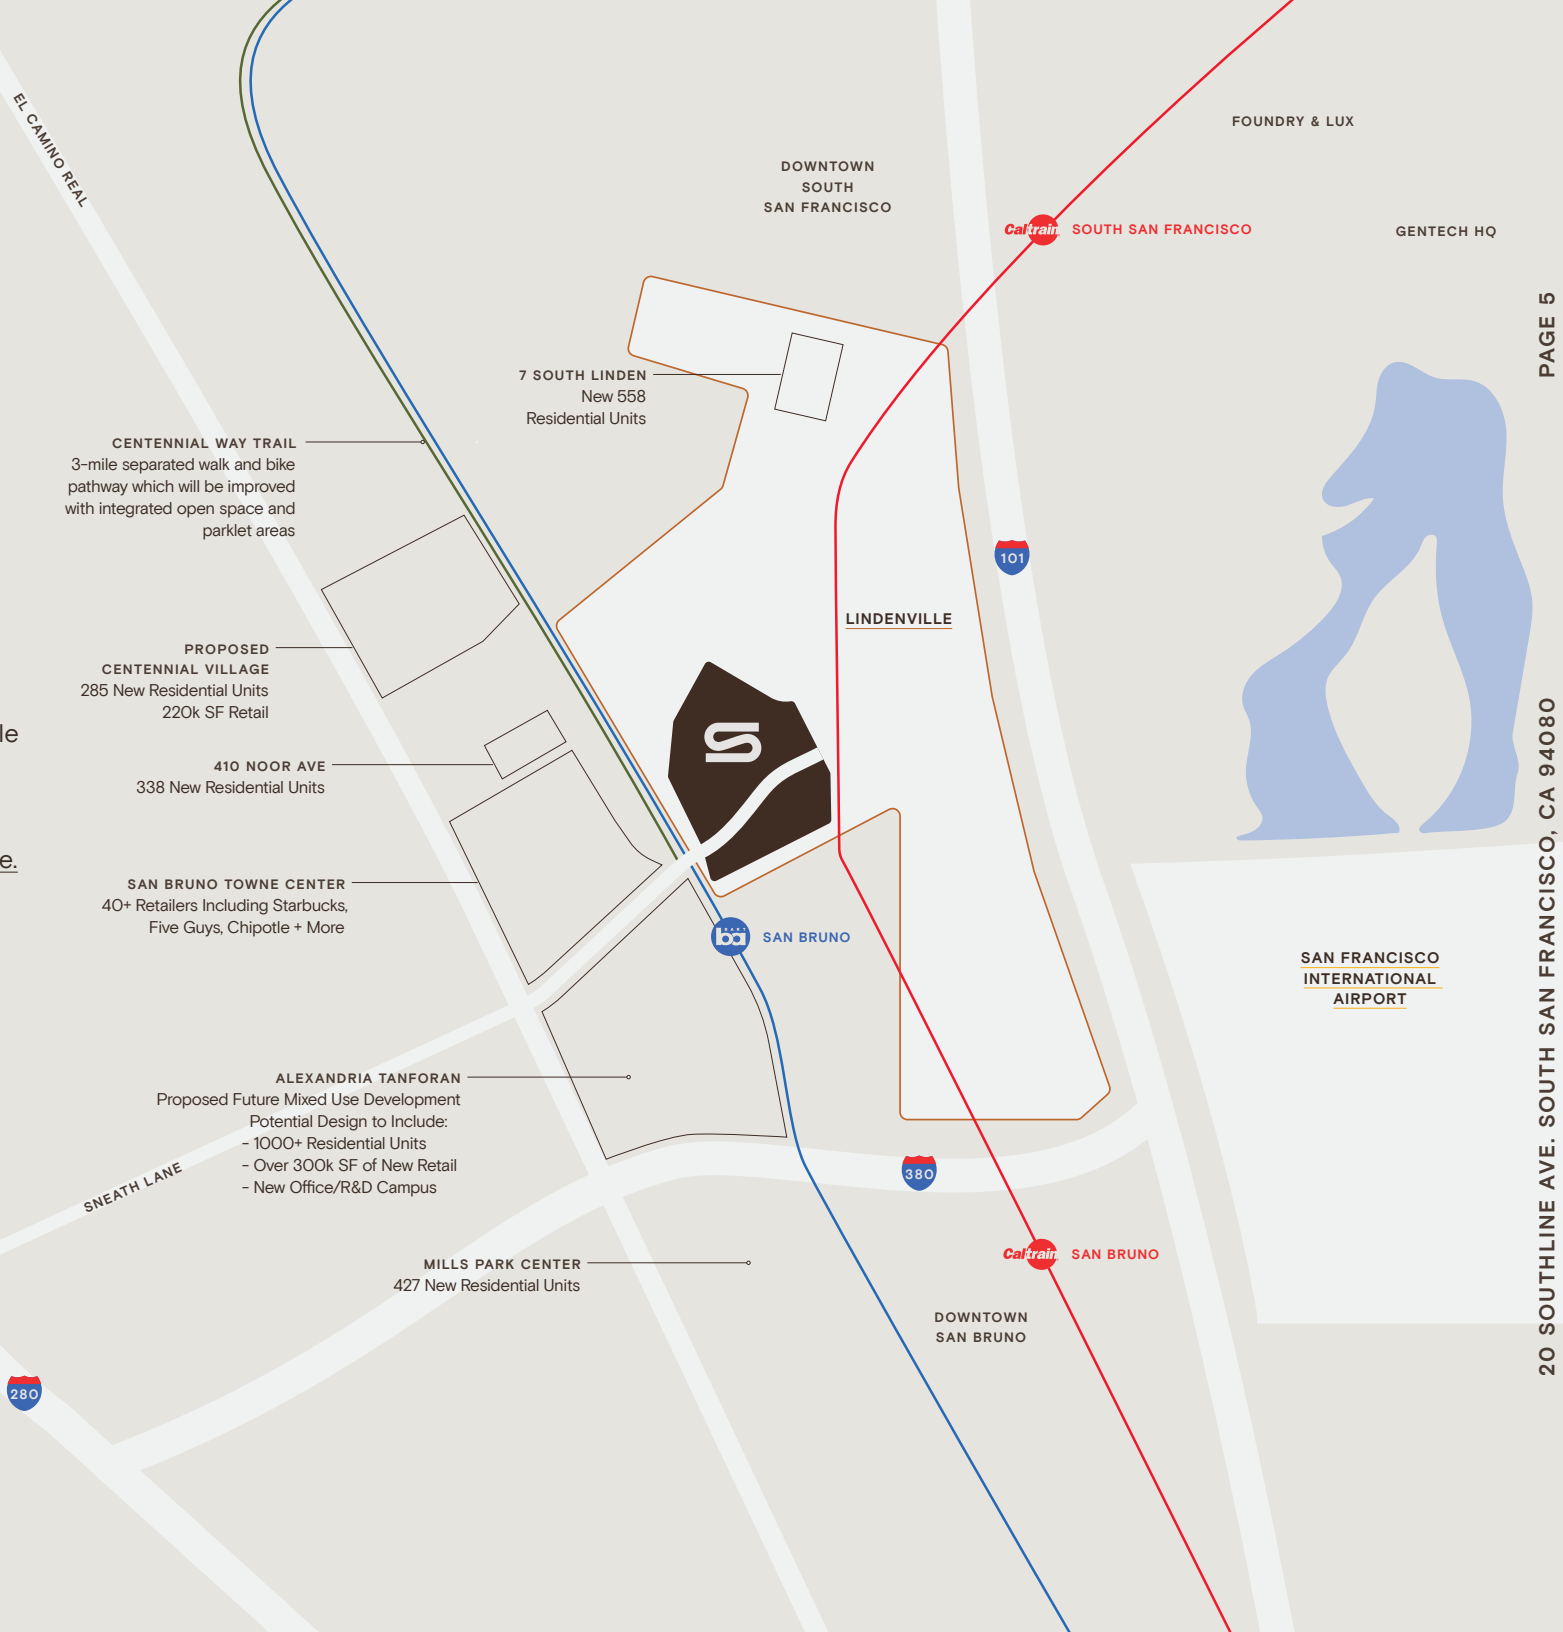 EL CAMINO REAL
FOUNDRY & LUX
DOWNTOWN
SOUTH
SAN FRANCISCO
Caltrain
SOUTH SAN FRANCISCO
GENTECH HQ
PAGE 5
7 SOUTH LINDEN
New 558
Residential Units
CENTENNIAL WAY TRAIL
3-mile separated walk and bike
pathway which will be improved
with integrated open space and
parklet areas
101
LINDENVILLE
PROPOSED
CENTENNIAL VILLAGE
285 New Residential Units
220k SF Retail
le
410 NOOR AVE
338 New Residential Units
e.
SAN BRUNO TOWNE CENTER
40+ Retailers Including Starbucks,
Five Guys, Chipotle + More
ba
SAN BRUNO
SAN FRANCISCO
INTERNATIONAL
AIRPORT
20 SOUTHLINE AVE. SOUTH SAN FRANCISCO, CA 94080
ALEXANDRIA TANFORAN
Proposed Future Mixed Use Development
Potential Design to Include:
- 1000+ Residential Units
- Over 300k SF of New Retail
- New Office/R&D Campus
SNEATH LANE
380
MILLS PARK CENTER
427 New Residential Units
Caltrain
SAN BRUNO
DOWNTOWN
SAN BRUNO
280